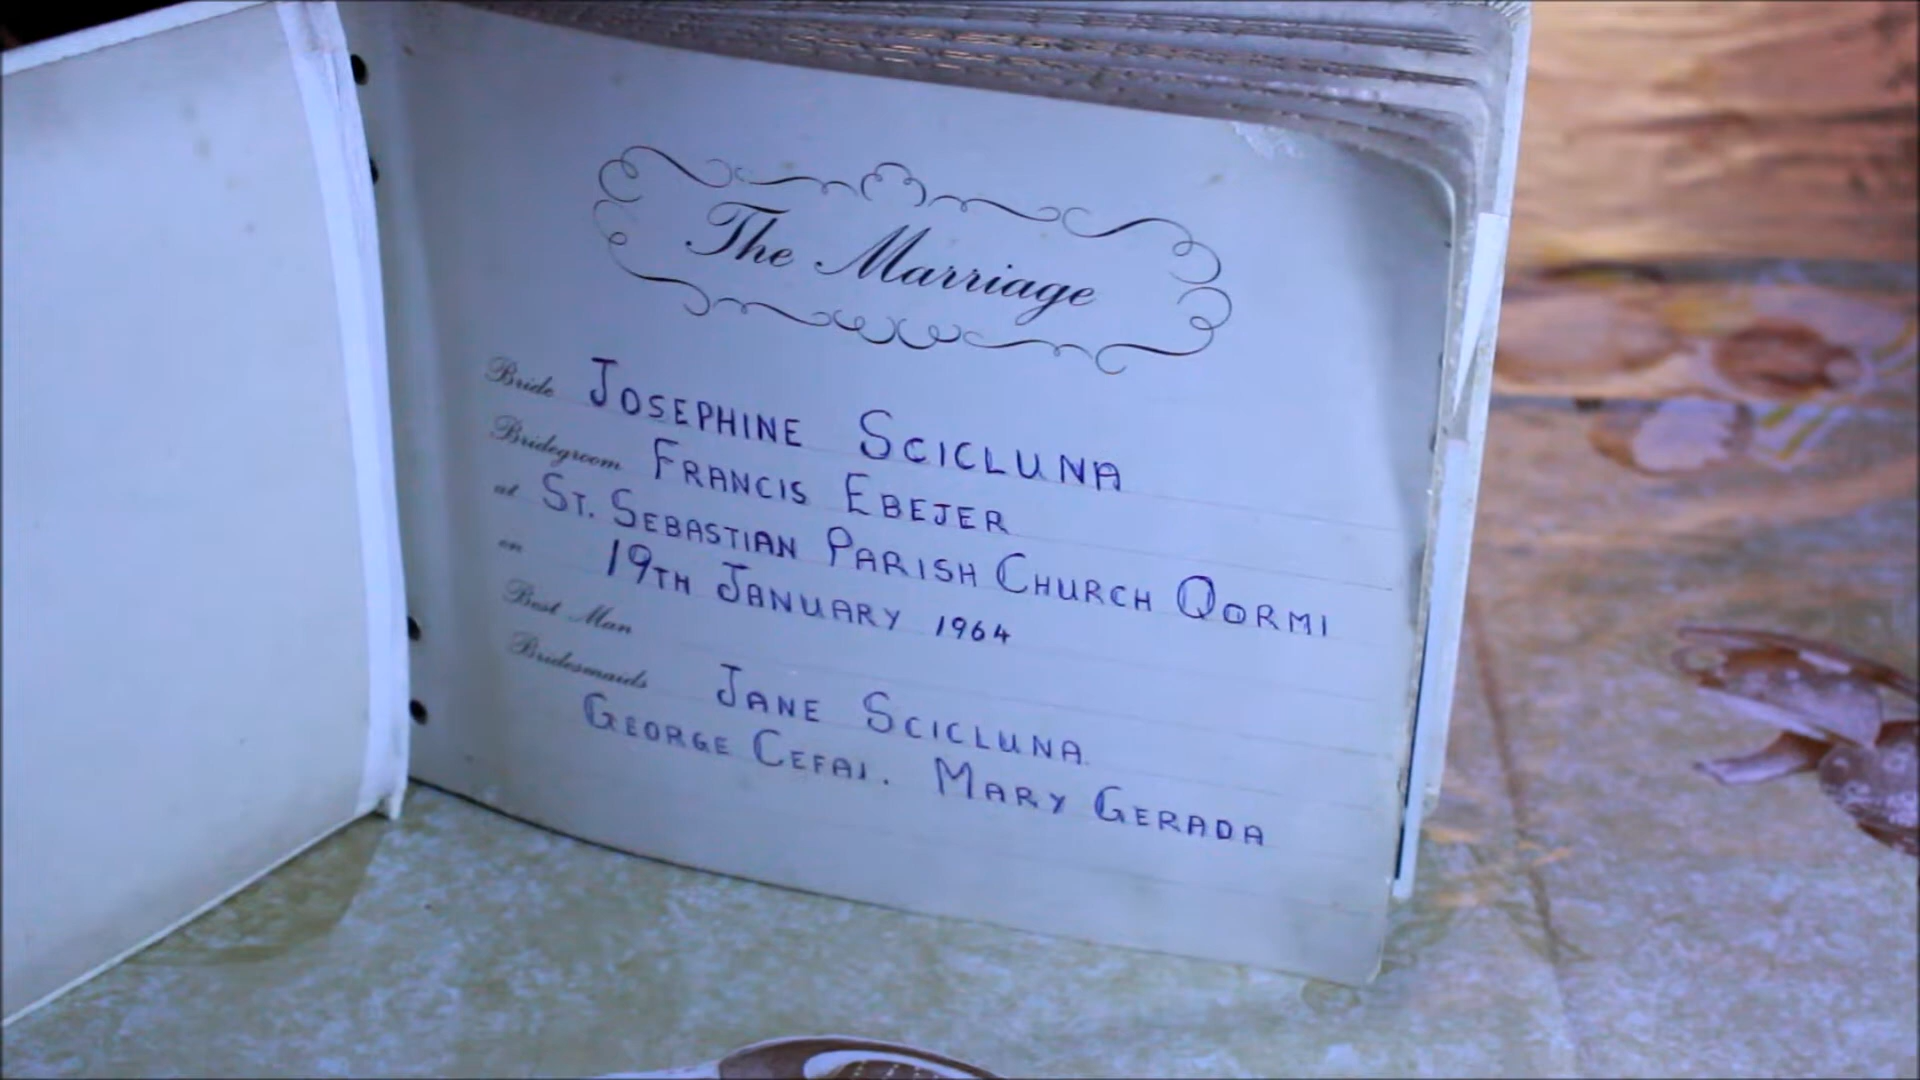 The Marriage
Bride JOSEPHINE SCICLUNA
Bridegroom FRANCIS EBEJER
at ST. SEBASTIAN PARISH CHURCH QORMI
on 19TH JANUARY 1964
Best Man
Bridesmaids JANE SCICLUNA
GEORGE CEFAI. MARY GERADA